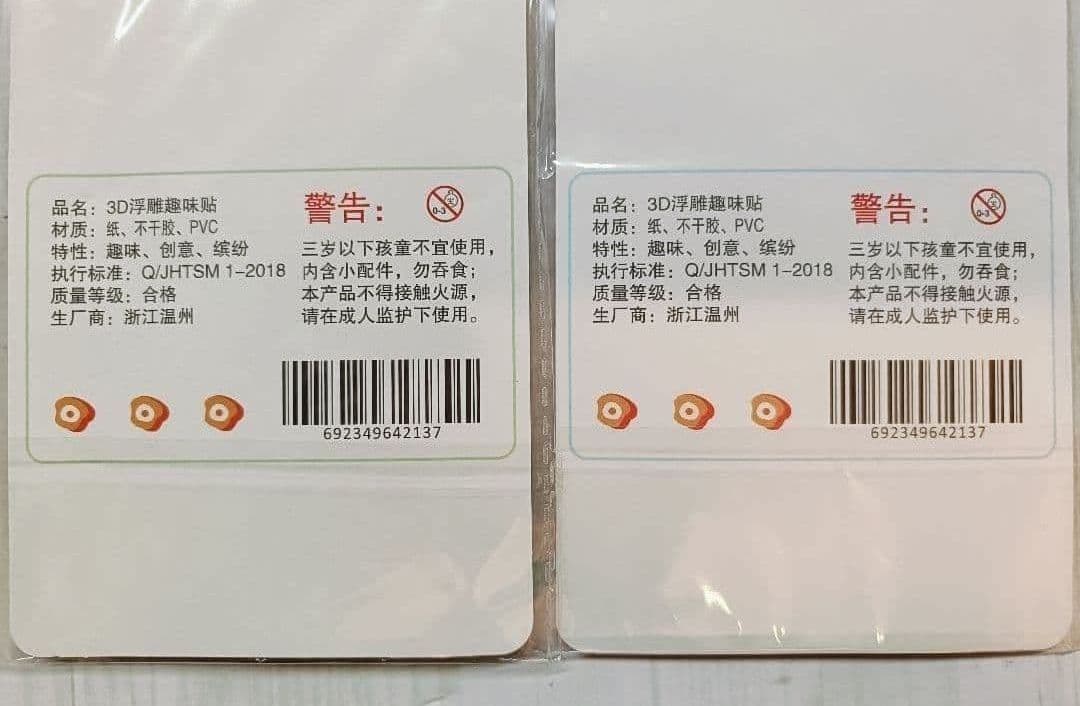 品名：3D浮雕趣味贴
材质：纸、不干胶、PVC
特性：趣味、创意、缤纷
执行标准：Q/JHTSM 1-2018
质量等级：合格
生厂商：浙江温州
警告：
0-3
三岁以下孩童不宜使用，
内含小配件，勿吞食；
本产品不得接触火源，
请在成人监护下使用。
692349642137
品名：3D浮雕趣味贴
材质：纸、不干胶、PVC
特性：趣味、创意、缤纷
执行标准：Q/JHTSM 1-2018
质量等级：合格
生厂商：浙江温州
警告：
0-3
三岁以下孩童不宜使用，
内含小配件，勿吞食；
本产品不得接触火源，
请在成人监护下使用。
692349642137